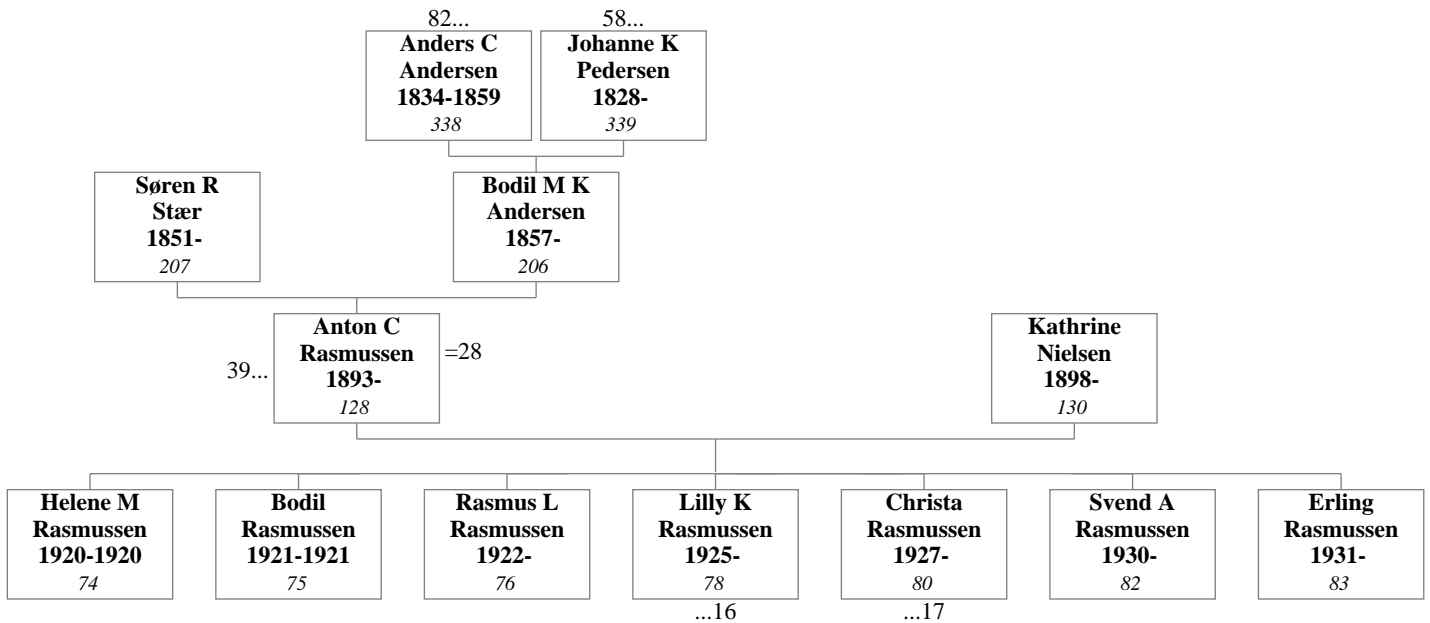 82...
Anders C
Andersen
1834-1859
338
58...
Johanne K
Pedersen
1828-
339
Søren R
Stær
1851-
207
Bodil M K
Andersen
1857-
206
39...
Anton C
Rasmussen
1893-
128
=28
Kathrine
Nielsen
1898-
130
Helene M
Rasmussen
1920-1920
74
Bodil
Rasmussen
1921-1921
75
Rasmus L
Rasmussen
1922-
76
Lilly K
Rasmussen
1925-
78
...16
Christa
Rasmussen
1927-
80
...17
Svend A
Rasmussen
1930-
82
Erling
Rasmussen
1931-
83